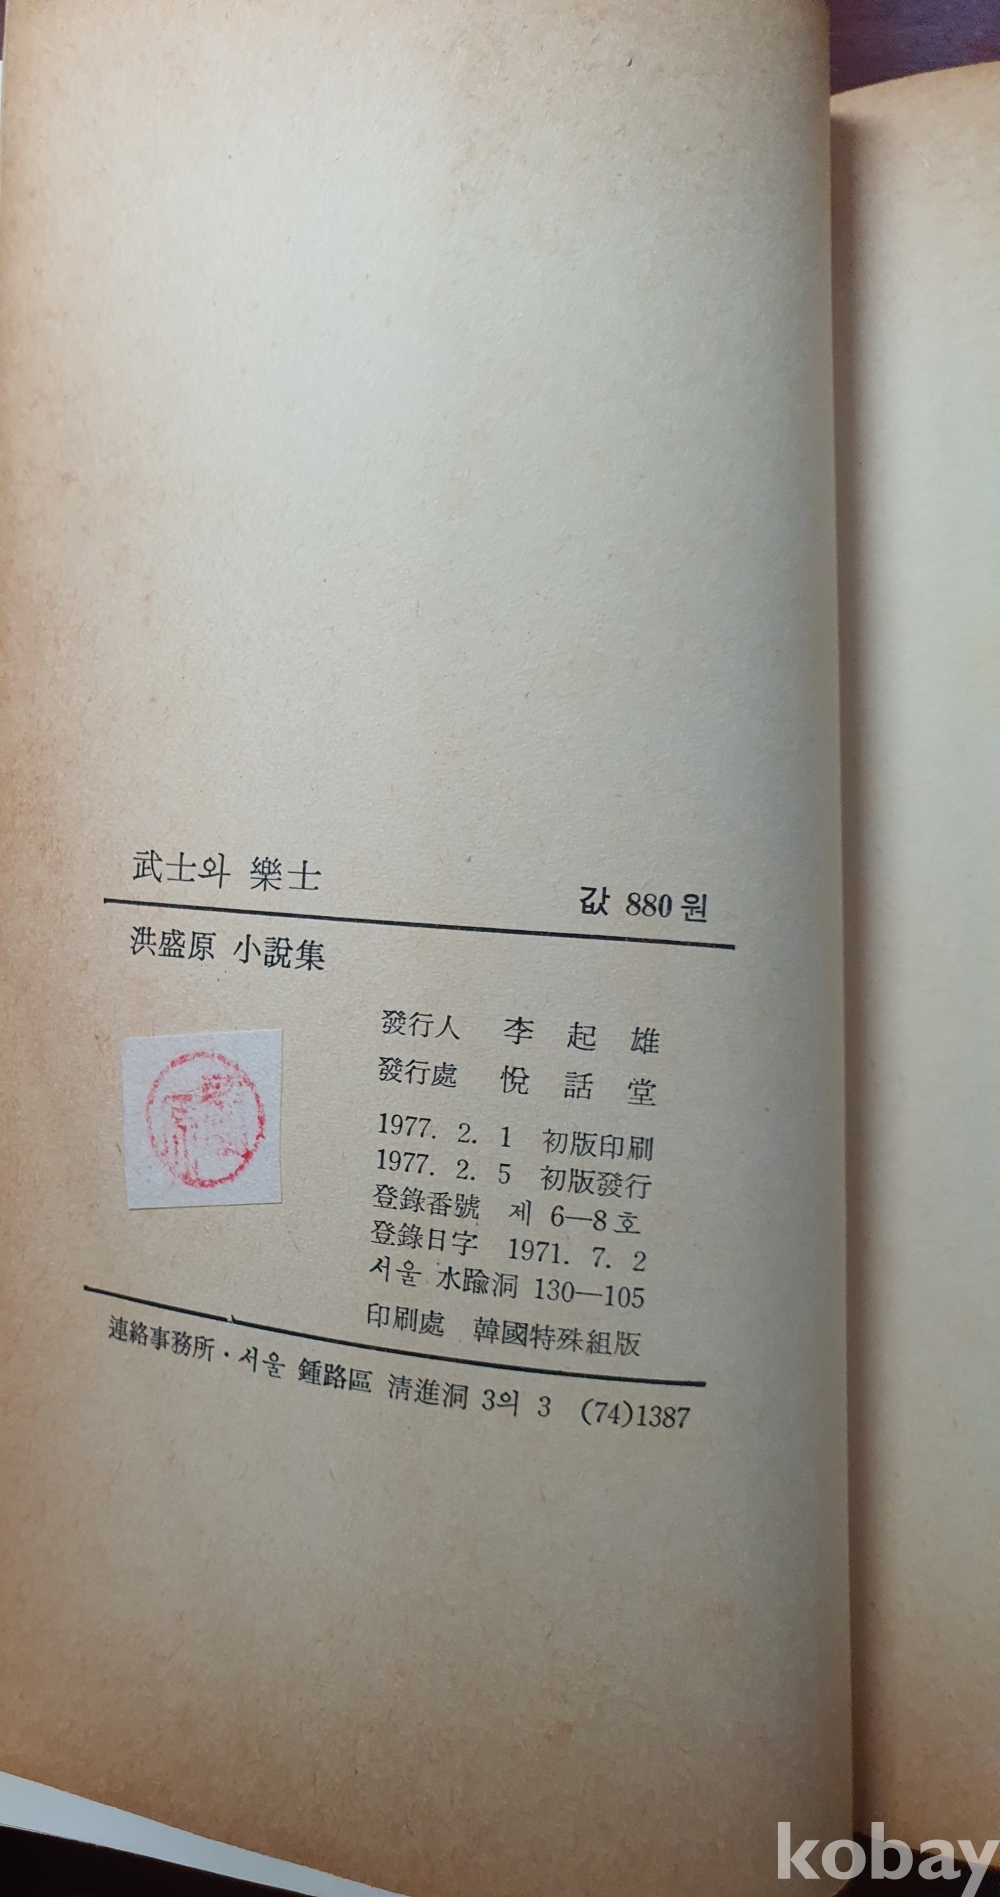 武士와 樂士
값 880원
洪盛原 小說集
發行人 李起雄
發行處 悅話堂
1977. 2. 1 初版印刷
1977. 2. 5 初版發行
登錄番號 제 6—8호
登錄日字 1971. 7. 2
서울 水踰洞 130—105
印刷處 韓國特殊組版
連絡事務所·서울 鍾路區 淸進洞 3의 3 (74)1387
kobay